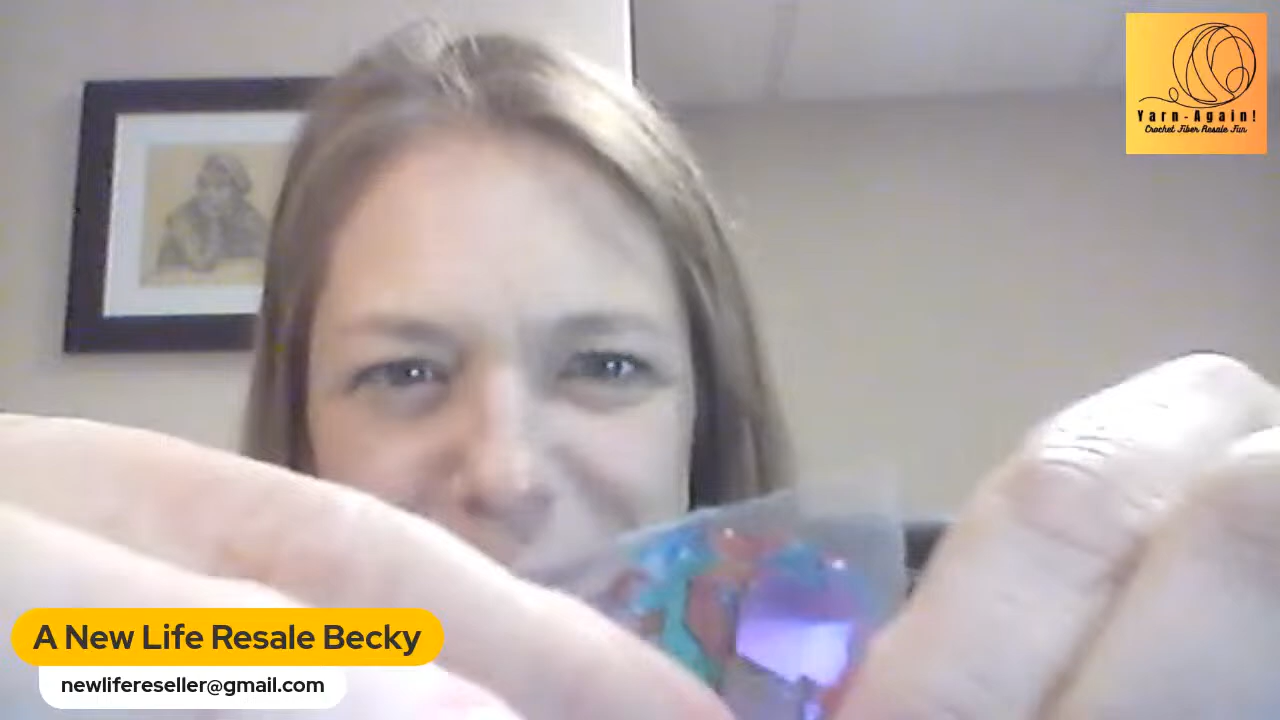 Yarn-Again!
Crochet Fiber Resale Fun
A New Life Resale Becky
newlifereseller@gmail.com